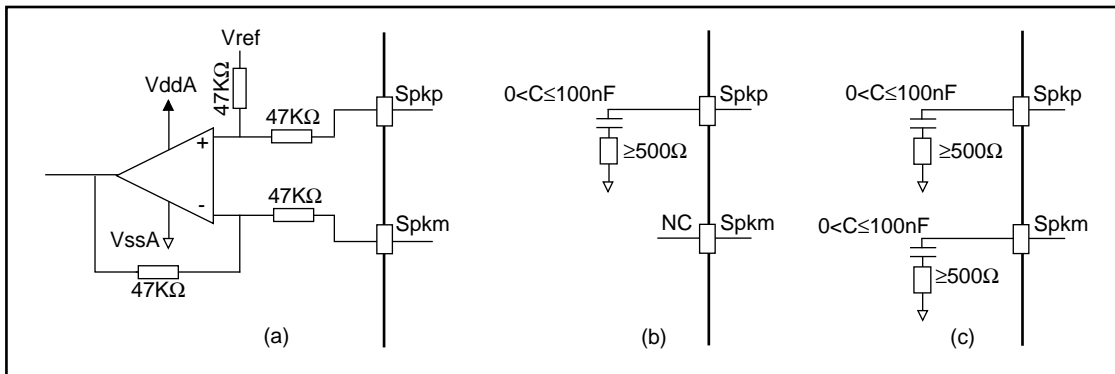 Vref
VddA
47KΩ
47KΩ
Spkp
+
-
47KΩ
VssA
Spkm
47KΩ
(a)
0<C≤100nF
Spkp
≥500Ω
NC
Spkm
(b)
0<C≤100nF
Spkp
≥500Ω
0<C≤100nF
Spkm
≥500Ω
(c)